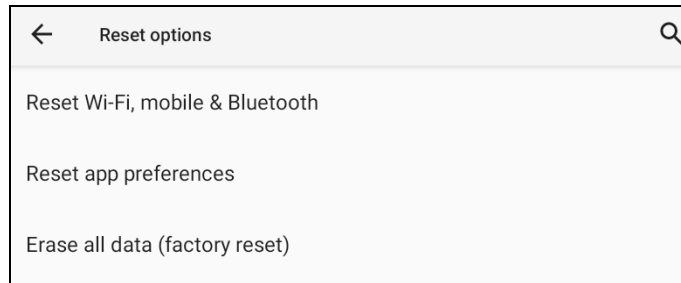 Reset options
Reset Wi-Fi, mobile & Bluetooth
Reset app preferences
Erase all data (factory reset)